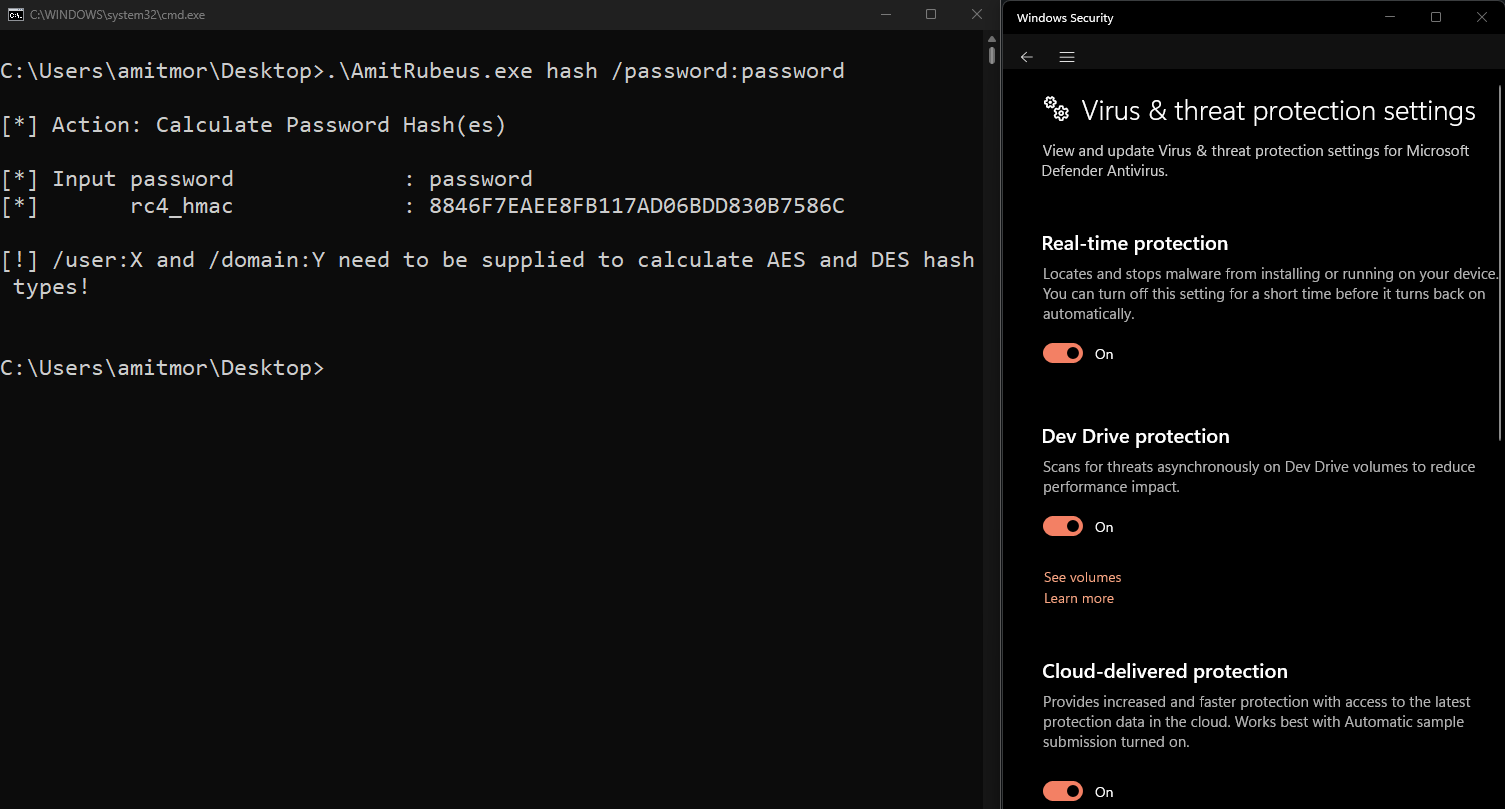 C:\WINDOWS\system32\cmd.exe
C:\Users\amitmor\Desktop>.\AmitRubeus.exe hash /password:password
[*] Action: Calculate Password Hash(es)
[*] Input password             : password
[*]       rc4_hmac             : 8846F7EAEE8FB117AD06BDD830B7586C
[!] /user:X and /domain:Y need to be supplied to calculate AES and DES hash
types!
C:\Users\amitmor\Desktop>
Windows Security
Virus & threat protection settings
View and update Virus & threat protection settings for Microsoft
Defender Antivirus.
Real-time protection
Locates and stops malware from installing or running on your device.
You can turn off this setting for a short time before it turns back on
automatically.
On
Dev Drive protection
Scans for threats asynchronously on Dev Drive volumes to reduce
performance impact.
On
See volumes
Learn more
Cloud-delivered protection
Provides increased and faster protection with access to the latest
protection data in the cloud. Works best with Automatic sample
submission turned on.
On